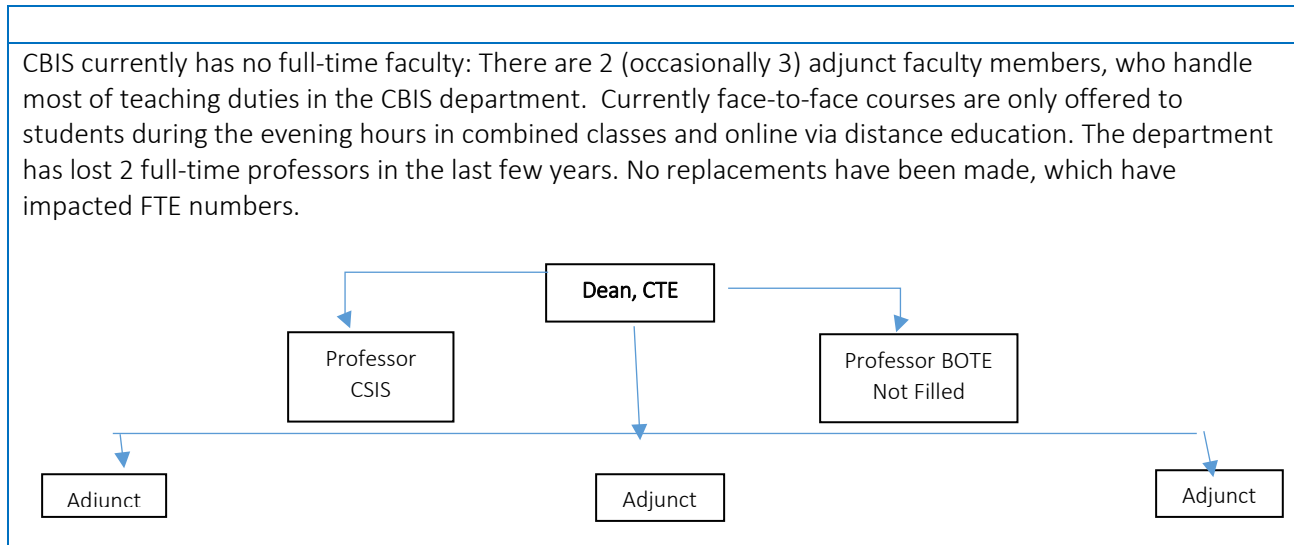 CBIS currently has no full-time faculty: There are 2 (occasionally 3) adjunct faculty members, who handle
most of teaching duties in the CBIS department. Currently face-to-face courses are only offered to
students during the evening hours in combined classes and online via distance education. The department
has lost 2 full-time professors in the last few years. No replacements have been made, which have
impacted FTE numbers.
Dean, CTE
Professor
CSIS
Professor BOTE
Not Filled
Adjunct
Adjunct
Adjunct